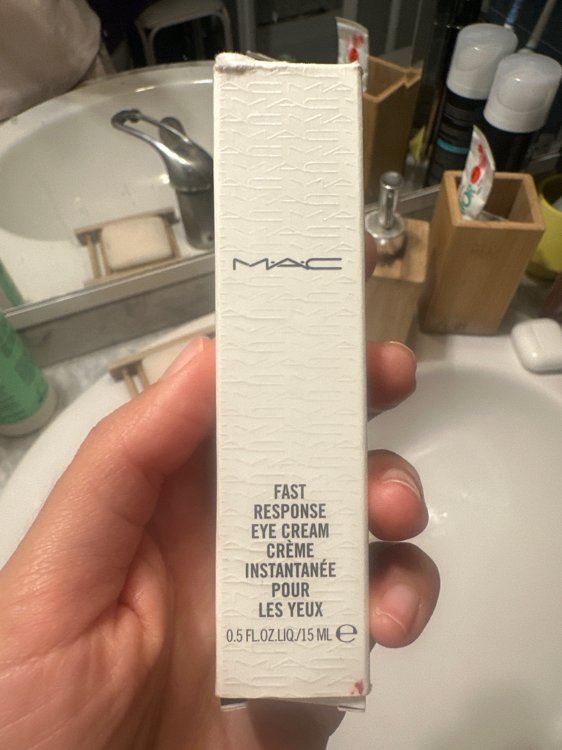 M·A·C
FAST
RESPONSE
EYE CREAM
CRÈME
INSTANTANÉE
POUR
LES YEUX
0.5 FL.OZ.LIQ./15 ML ℮